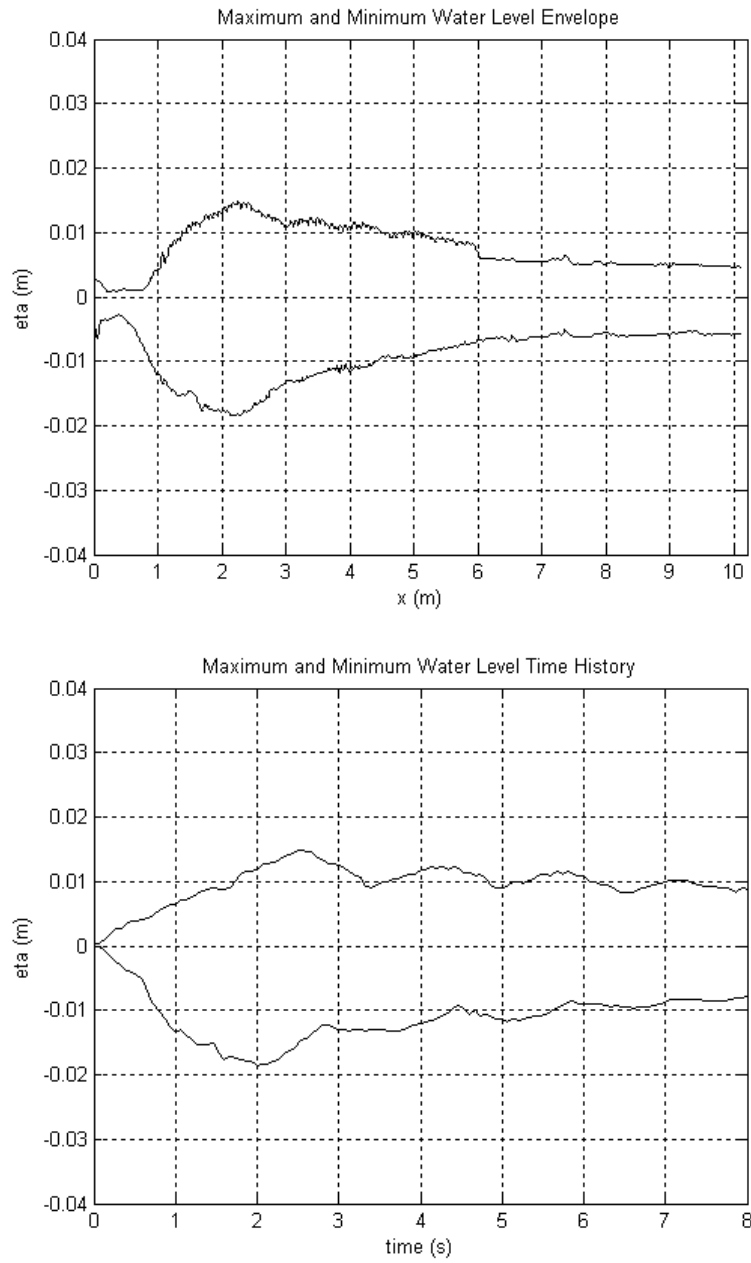 Maximum and Minimum Water Level Envelope
0.04
0.03
0.02
0.01
0
-0.01
-0.02
-0.03
-0.04
eta (m)
0 1 2 3 4 5 6 7 8 9 10
x (m)
Maximum and Minimum Water Level Time History
0.04
0.03
0.02
0.01
0
-0.01
-0.02
-0.03
-0.04
eta (m)
0 1 2 3 4 5 6 7 8
time (s)